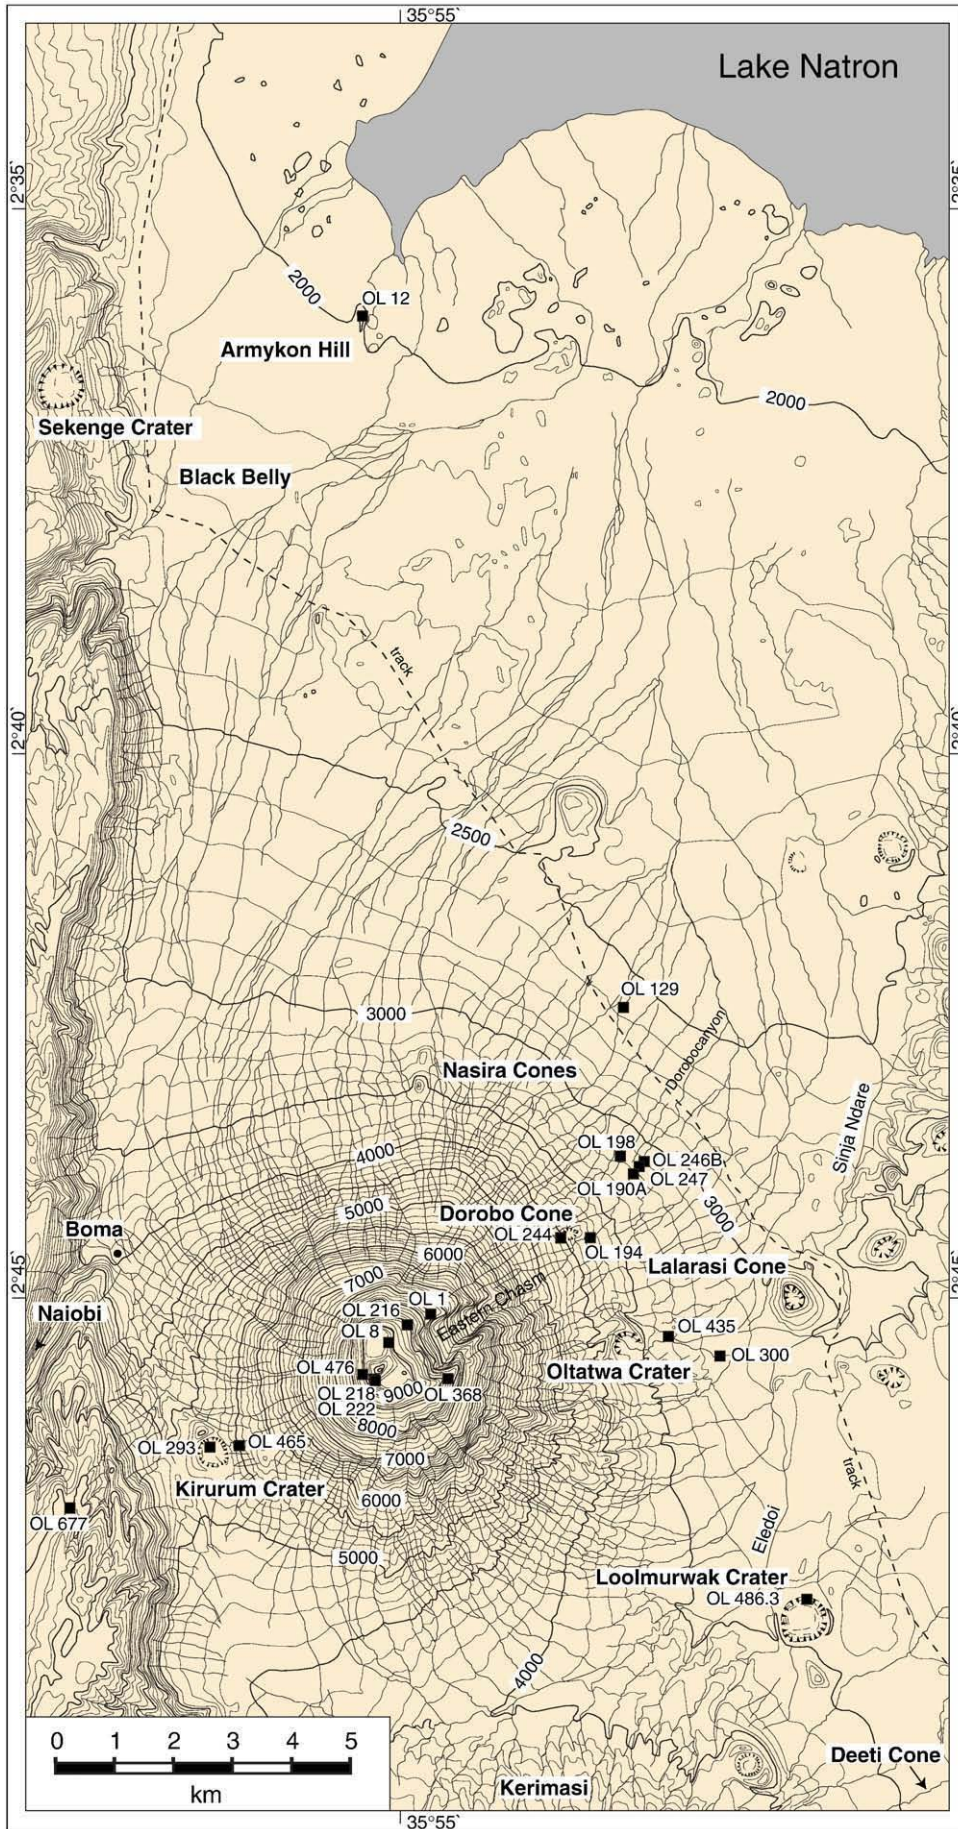 35°55`
Lake Natron
2°35`
2°35`
2000
OL 12
Armykon Hill
2000
Sekenge Crater
Black Belly
track
2°40`
2°40`
2500
OL 129
3000
Dorobocanyon
Nasira Cones
Sinja Ndare
OL 198
4000
OL 246B
OL 190A
OL 247
5000
3000
Dorobo Cone
Boma
OL 244
6000
OL 194
Lalarasi Cone
2°45`
2°45`
7000
Eastern Chasm
OL 1
OL 216
Naiobi
OL 8
OL 435
OL 300
Oltatwa Crater
OL 476
OL 218
OL 222
9000
OL 368
8000
OL 293
OL 465
7000
Kirurum Crater
6000
track
OL 677
Eledoi
5000
Loolmurwak Crater
OL 486.3
4000
0 1 2 3 4 5
km
Deeti Cone
Kerimasi
35°55`